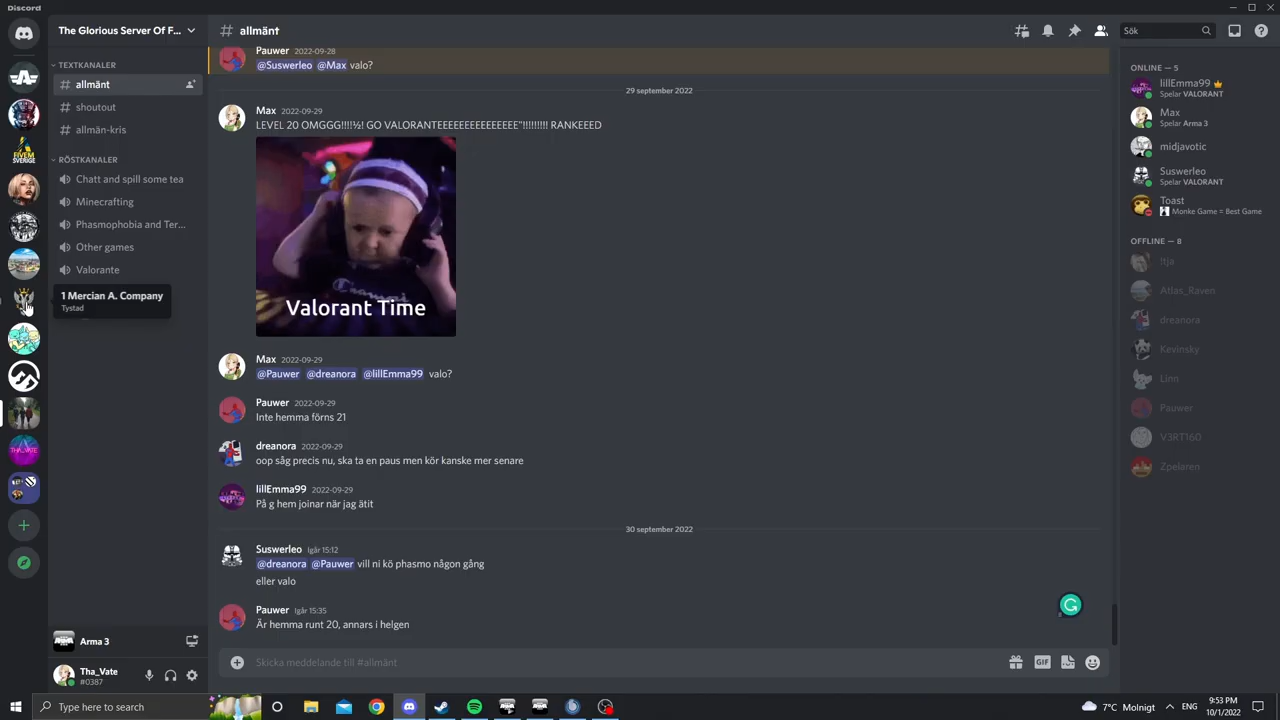 Discord
The Glorious Server Of F...
TEXTKANALER
# allmänt
# shoutout
# allmän-kris
RÖSTKANALER
Chatt and spill some tea
Minecrafting
Phasmophobia and Ter...
Other games
Valorante
1 Mercian A. Company
Tystad
FIVEM
SVERIGE
THA_VATE
Arma 3
Tha_Vate
#0387
# allmänt
Pauwer 2022-09-28
@Suswerleo @Max valo?
29 september 2022
Max 2022-09-29
LEVEL 20 OMGGG!!!!½! GO VALORANTEEEEEEEEEEEEEE"!!!!!!!!! RANKEEED
Champion
Valorant Time
Max 2022-09-29
@Pauwer @dreanora @lillEmma99 valo?
Pauwer 2022-09-29
Inte hemma förns 21
dreanora 2022-09-29
oop såg precis nu, ska ta en paus men kör kanske mer senare
lillEmma99 2022-09-29
På g hem joinar när jag ätit
30 september 2022
Suswerleo Igår 15:12
@dreanora @Pauwer vill ni kö phasmo någon gång
eller valo
Pauwer Igår 15:35
Är hemma runt 20, annars i helgen
Skicka meddelande till #allmänt
GIF
Sök
ONLINE — 5
lillEmma99
Spelar VALORANT
Max
Spelar Arma 3
midjavotic
Suswerleo
Spelar VALORANT
Toast
Monke Game = Best Game
OFFLINE — 8
!tja
Atlas_Raven
dreanora
Kevinsky
Linn
Pauwer
V3RT160
Zpelaren
Type here to search
7°C Molnigt
ENG
9:53 PM
10/1/2022